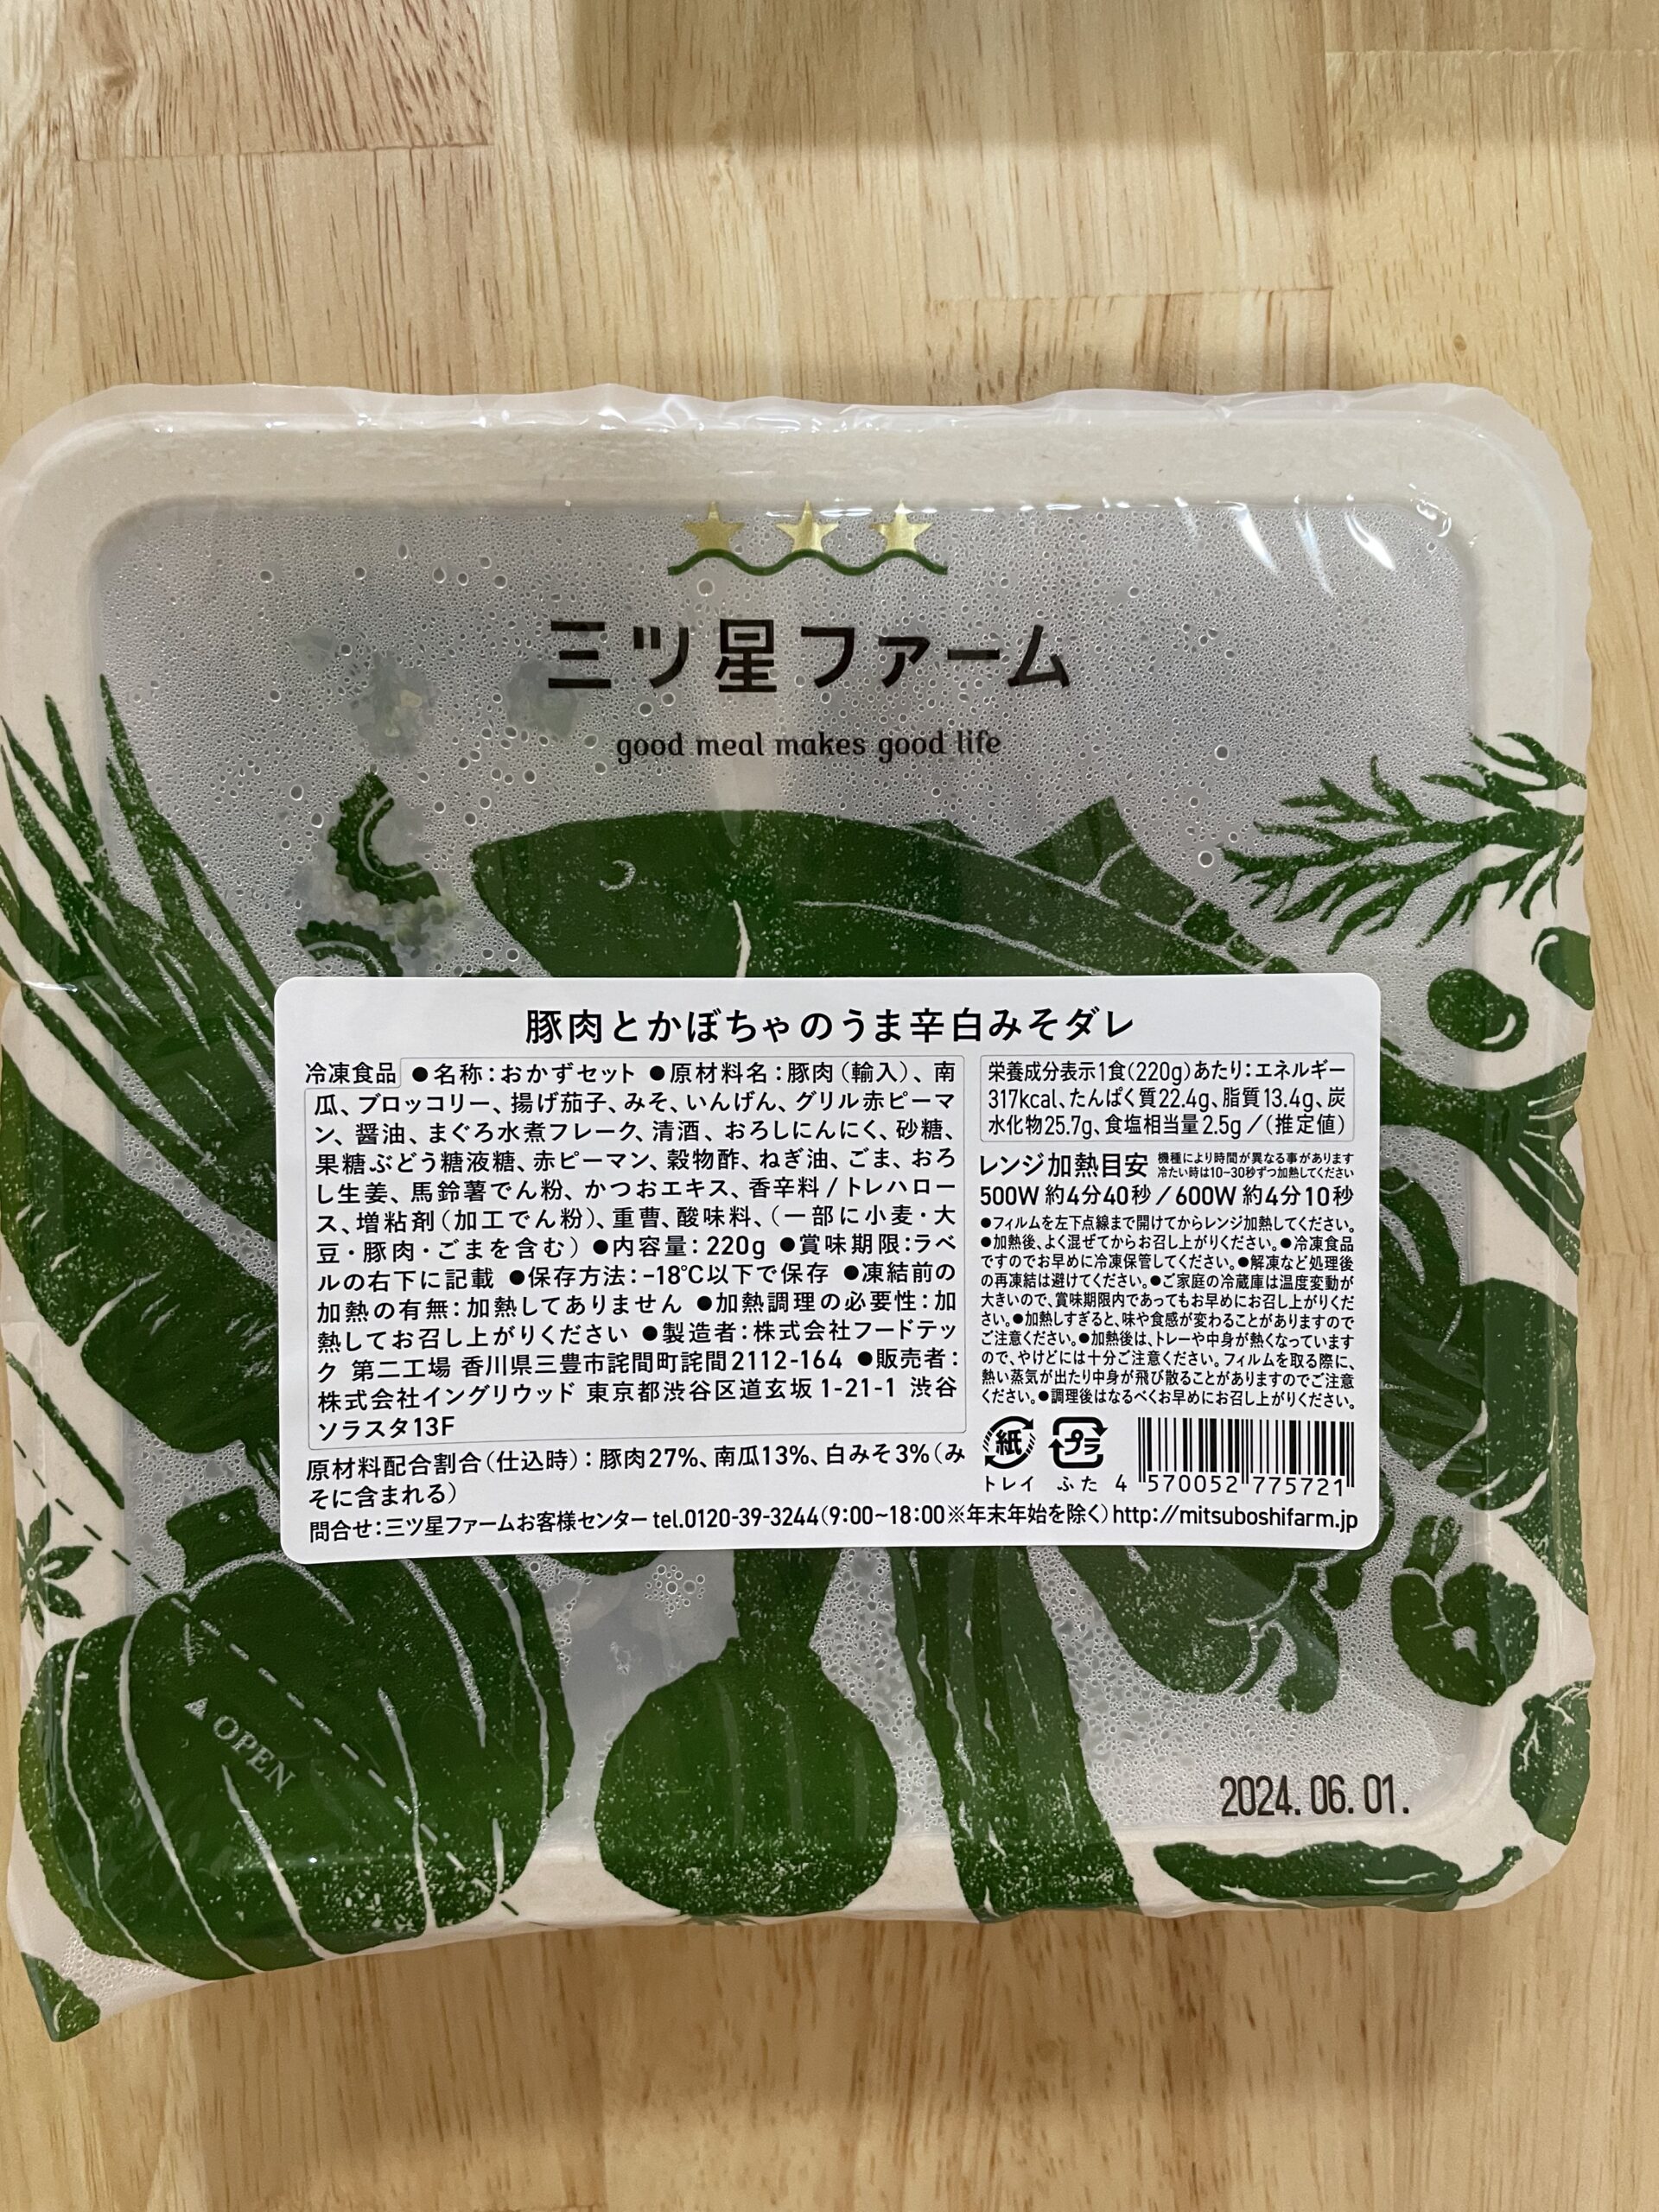 三ツ星ファーム
good meal makes good life
豚肉とかぼちゃのうま辛白みそダレ
冷凍食品 ●名称：おかずセット ●原材料名：豚肉（輸入）、南
瓜、ブロッコリー、揚げ茄子、みそ、いんげん、グリル赤ピーマ
ン、醤油、まぐろ水煮フレーク、清酒、おろしにんにく、砂糖、
果糖ぶどう糖液糖、赤ピーマン、穀物酢、ねぎ油、ごま、おろ
し生姜、馬鈴薯でん粉、かつおエキス、香辛料/トレハロー
ス、増粘剤（加工でん粉）、重曹、酸味料、（一部に小麦・大
豆・豚肉・ごまを含む）●内容量：220g ●賞味期限：ラベ
ルの右下に記載 ●保存方法：−18℃以下で保存 ●凍結前の
加熱の有無：加熱してありません ●加熱調理の必要性：加
熱してお召し上がりください ●製造者：株式会社フードテッ
ク 第二工場 香川県三豊市詫間町詫間2112-164 ●販売者：
株式会社イングリウッド 東京都渋谷区道玄坂1-21-1 渋谷
ソラスタ13F
原材料配合割合（仕込時）：豚肉27%、南瓜13%、白みそ3%（み
そに含まれる）
栄養成分表示1食（220g）あたり：エネルギー
317kcal、たんぱく質22.4g、脂質13.4g、炭
水化物25.7g、食塩相当量2.5g／（推定値）
レンジ加熱目安 機種により時間が異なる事があります
冷たい時は10~30秒ずつ加熱してください
500W 約4分40秒／600W 約4分10秒
●フィルムを左下点線まで開けてからレンジ加熱してください。
●加熱後、よく混ぜてからお召し上がりください。●冷凍食品
ですのでお早めに冷凍保管してください。●解凍など処理後
の再凍結は避けてください。●ご家庭の冷蔵庫は温度変動が
大きいので、賞味期限内であってもお早めにお召し上がりくだ
さい。●加熱しすぎると、味や食感が変わることがありますので
ご注意ください。●加熱後は、トレーや中身が熱くなっています
ので、やけどには十分ご注意ください。フィルムを取る際に、
熱い蒸気が出たり中身が飛び散ることがありますのでご注意
ください。●調理後はなるべくお早めにお召し上がりください。
紙 プラ
トレイ ふた 4 570052 775721
問合せ：三ツ星ファームお客様センター tel.0120-39-3244（9:00~18:00※年末年始を除く）http://mitsuboshifarm.jp
▲OPEN
2024.06.01.